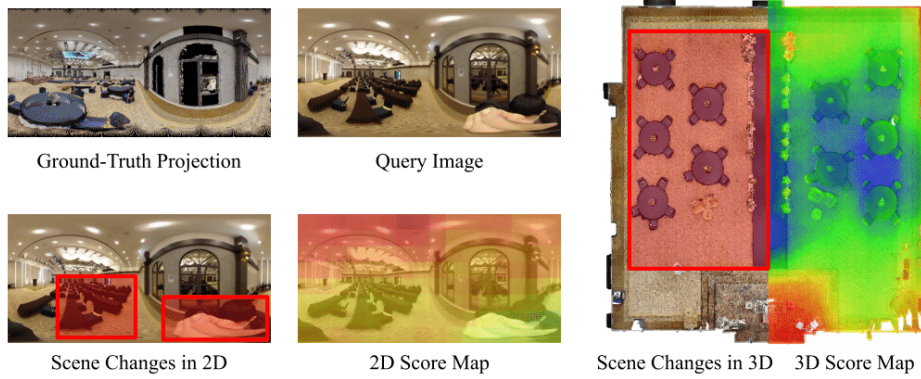 Ground-Truth Projection
Query Image
Scene Changes in 2D
2D Score Map
Scene Changes in 3D
3D Score Map